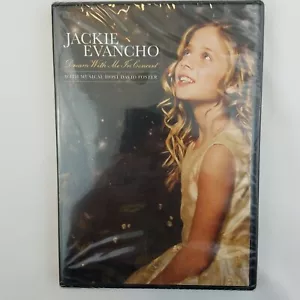 JACKIE
EVANCHO
Dream With Me In Concert
WITH MUSICAL HOST DAVID FOSTER